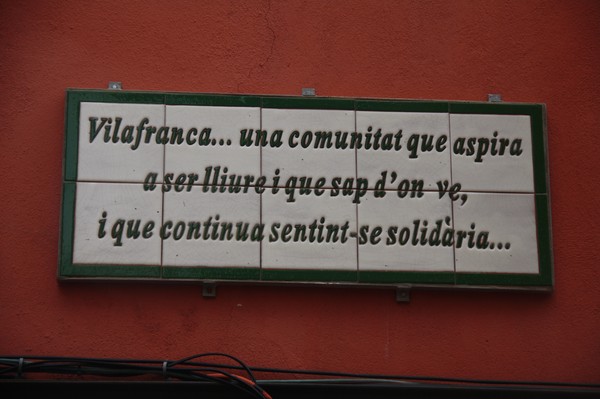 Vilafranca... una comunitat que aspira
a ser lliure i que sap d'on ve,
i que continua sentint-se solidària...